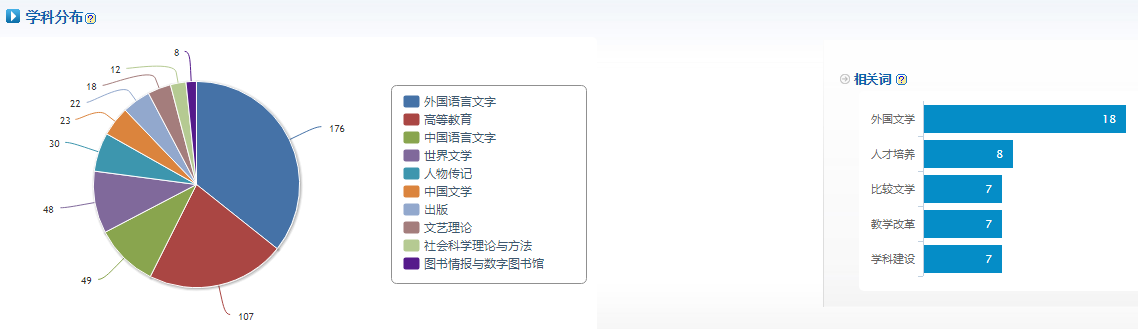 学科分布
8
12
18
22
23
30
48
49
107
176
外国语言文字
高等教育
中国语言文字
世界文学
人物传记
中国文学
出版
文艺理论
社会科学理论与方法
图书情报与数字图书馆
相关词
外国文学 18
人才培养 8
比较文学 7
教学改革 7
学科建设 7